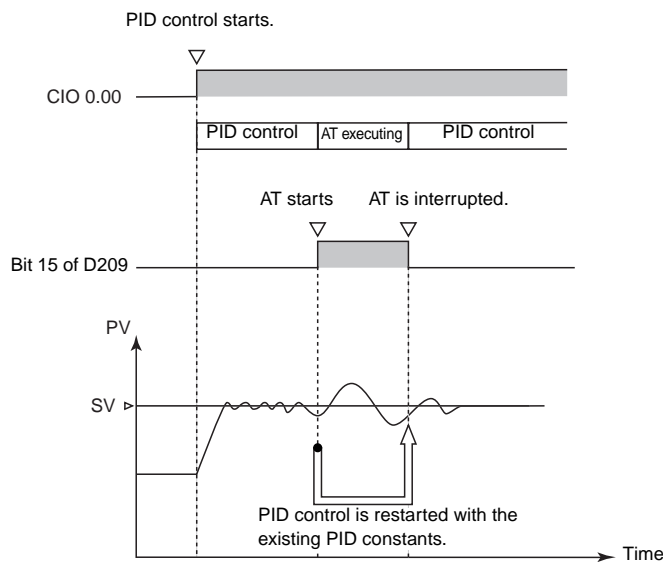 PID control starts.
CIO 0.00
PID control AT executing PID control
AT starts AT is interrupted.
Bit 15 of D209
PV
SV
PID control is restarted with the
existing PID constants.
Time